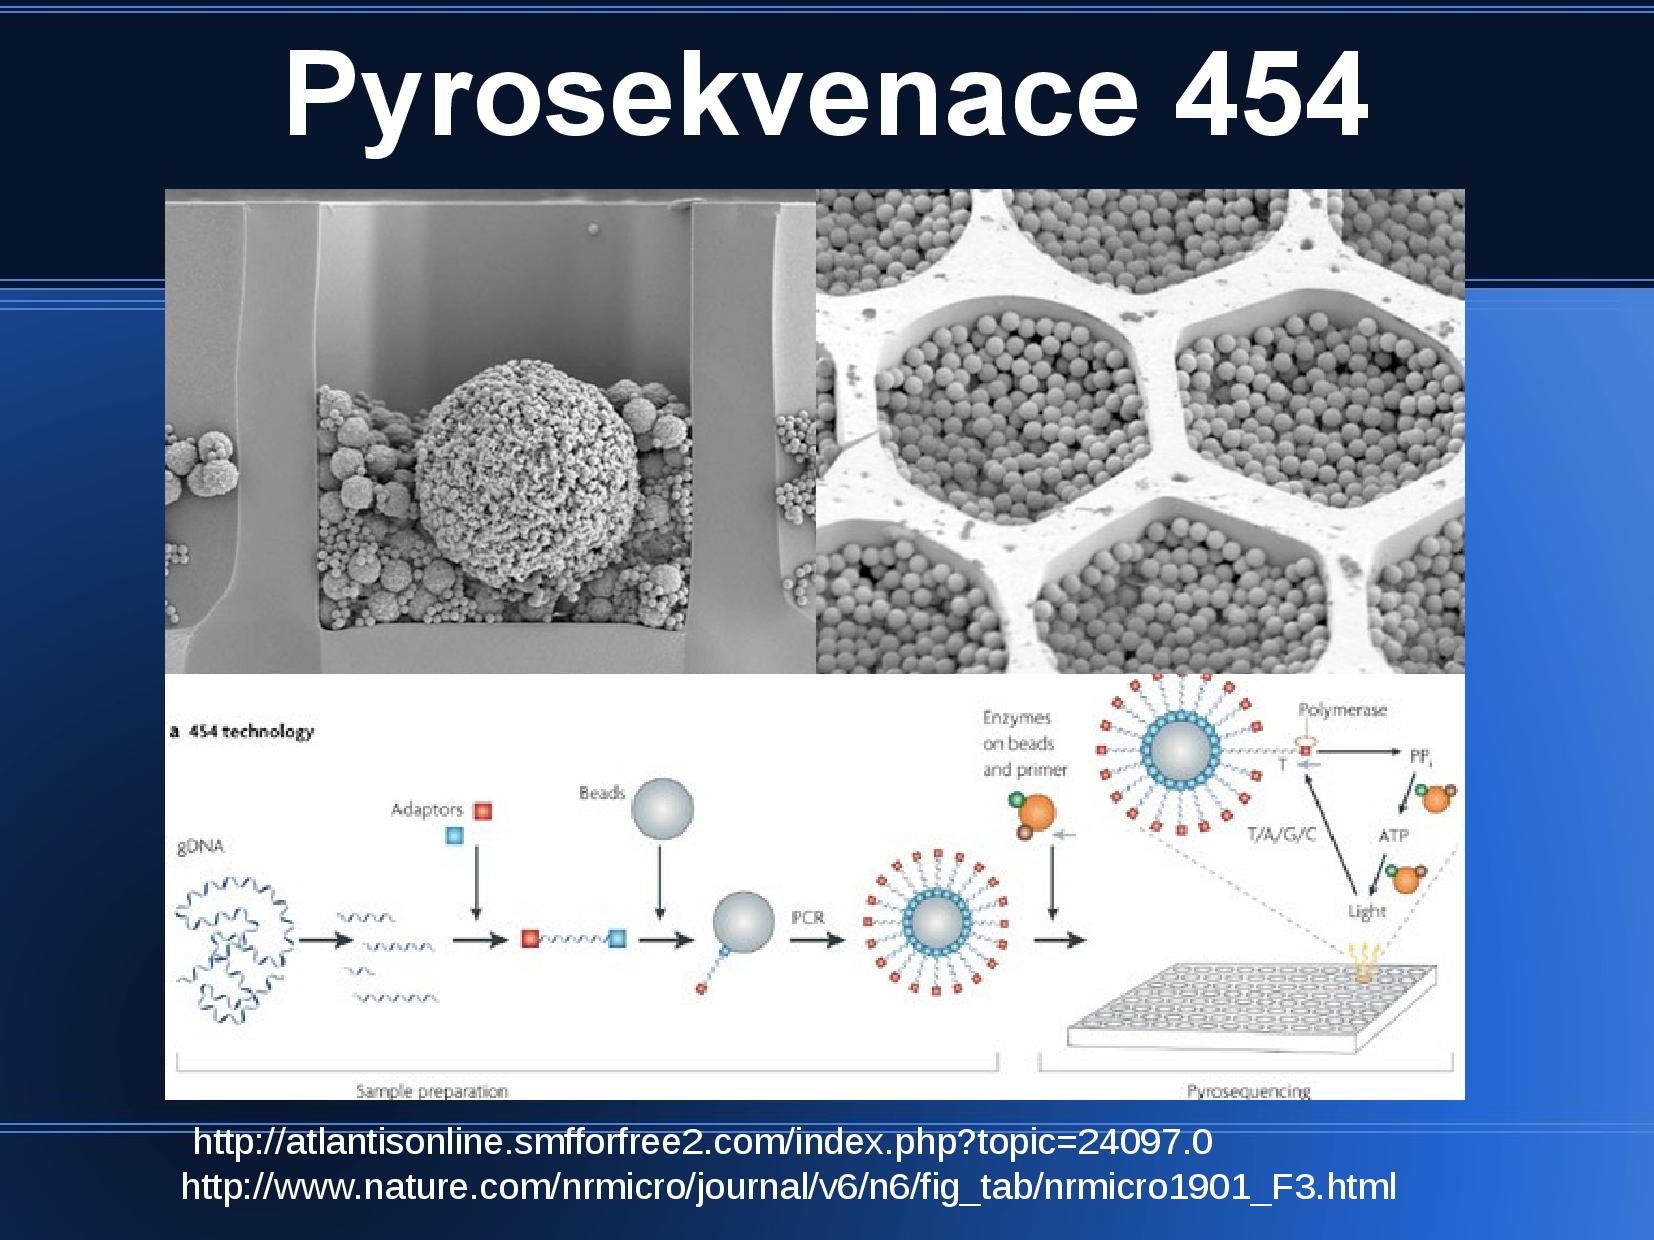 Pyrosekvenace 454
a 454 technology
gDNA
Adaptors
Beads
PCR
Enzymes
on beads
and primer
Polymerase
T
PPi
T/A/G/C
ATP
Light
Sample preparation
Pyrosequencing
http://atlantisonline.smfforfree2.com/index.php?topic=24097.0
http://www.nature.com/nrmicro/journal/v6/n6/fig_tab/nrmicro1901_F3.html